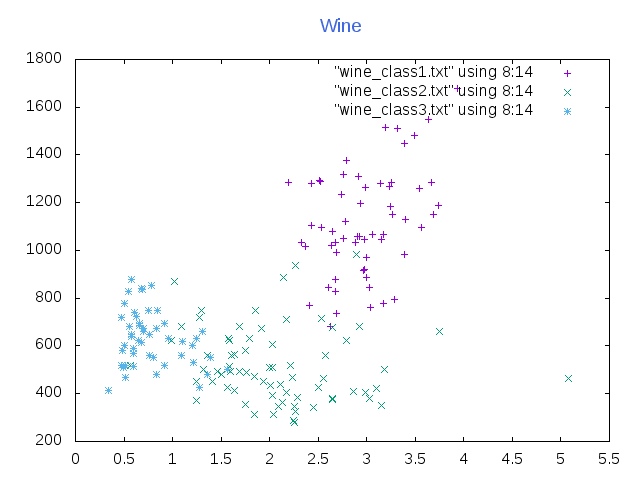 Wine
1800
1600
1400
1200
1000
800
600
400
200
"wine_class1.txt" using 8:14
"wine_class2.txt" using 8:14
"wine_class3.txt" using 8:14
0 0.5 1 1.5 2 2.5 3 3.5 4 4.5 5 5.5